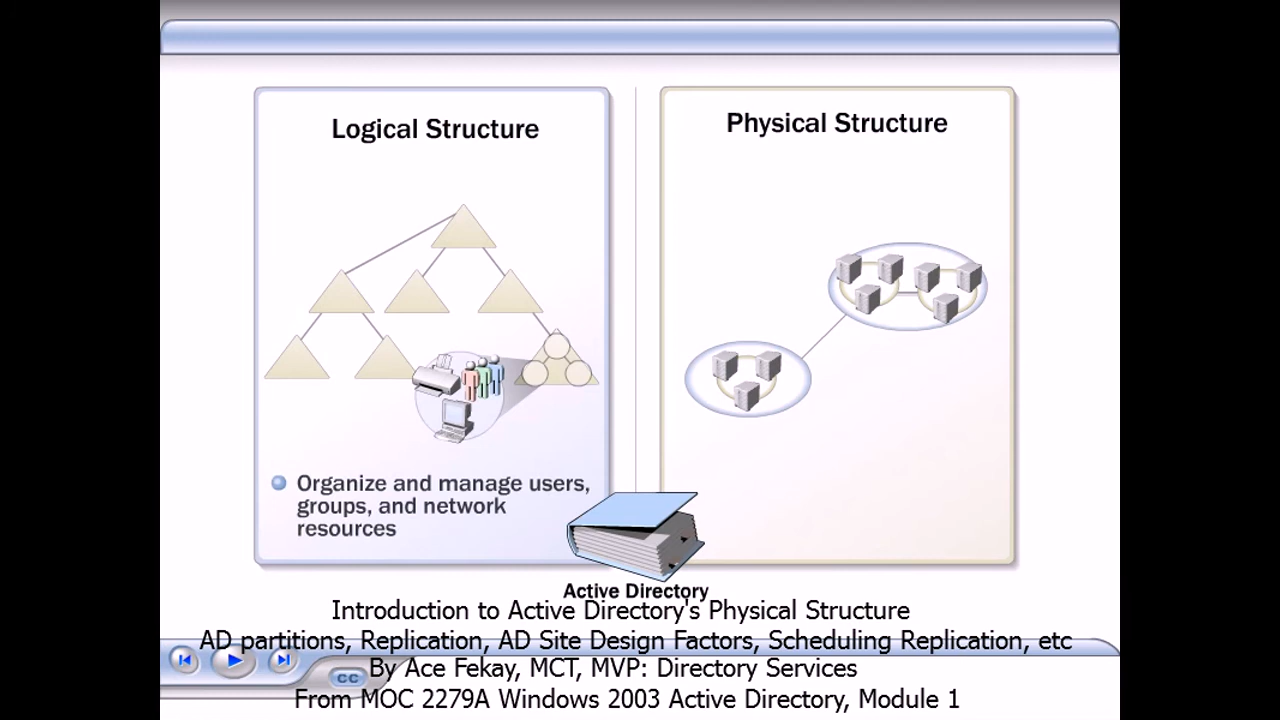 Logical Structure
Physical Structure
Organize and manage users,
groups, and network
resources
Active Directory
Introduction to Active Directory's Physical Structure
AD partitions, Replication, AD Site Design Factors, Scheduling Replication, etc
By Ace Fekay, MCT, MVP: Directory Services
CC
From MOC 2279A Windows 2003 Active Directory, Module 1